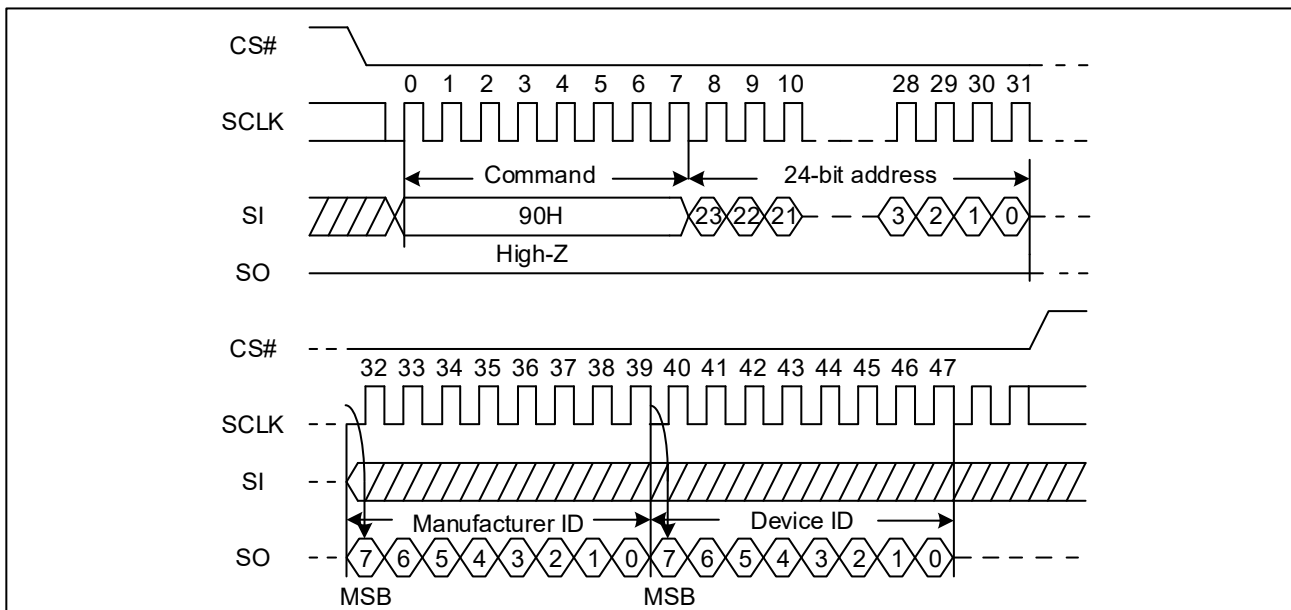 CS#
0 1 2 3 4 5 6 7 8 9 10 28 29 30 31
SCLK
Command 24-bit address
SI 90H 23 22 21 3 2 1 0
High-Z
SO
CS#
32 33 34 35 36 37 38 39 40 41 42 43 44 45 46 47
SCLK
SI
Manufacturer ID Device ID
SO 7 6 5 4 3 2 1 0 7 6 5 4 3 2 1 0
MSB MSB